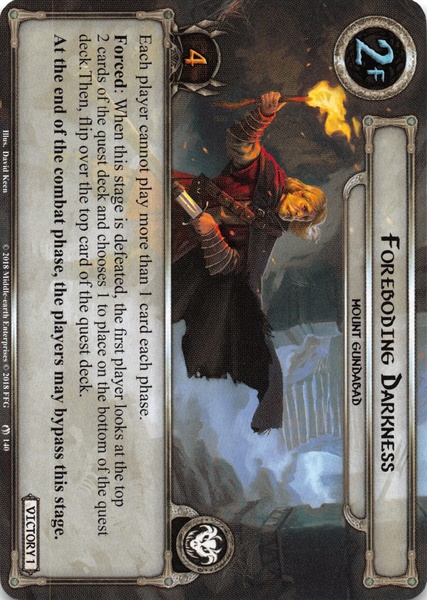 2F
FOREBODING DARKNESS
MOUNT GUNDABAD
4
Each player cannot play more than 1 card each phase.
Forced: When this stage is defeated, the first player looks at the top
2 cards of the quest deck and chooses 1 to place on the bottom of the quest
deck. Then, flip over the top card of the quest deck.
At the end of the combat phase, the players may bypass this stage.
VICTORY 1
Illus. David Keen © 2018 Middle-earth Enterprises © 2018 FFG 140